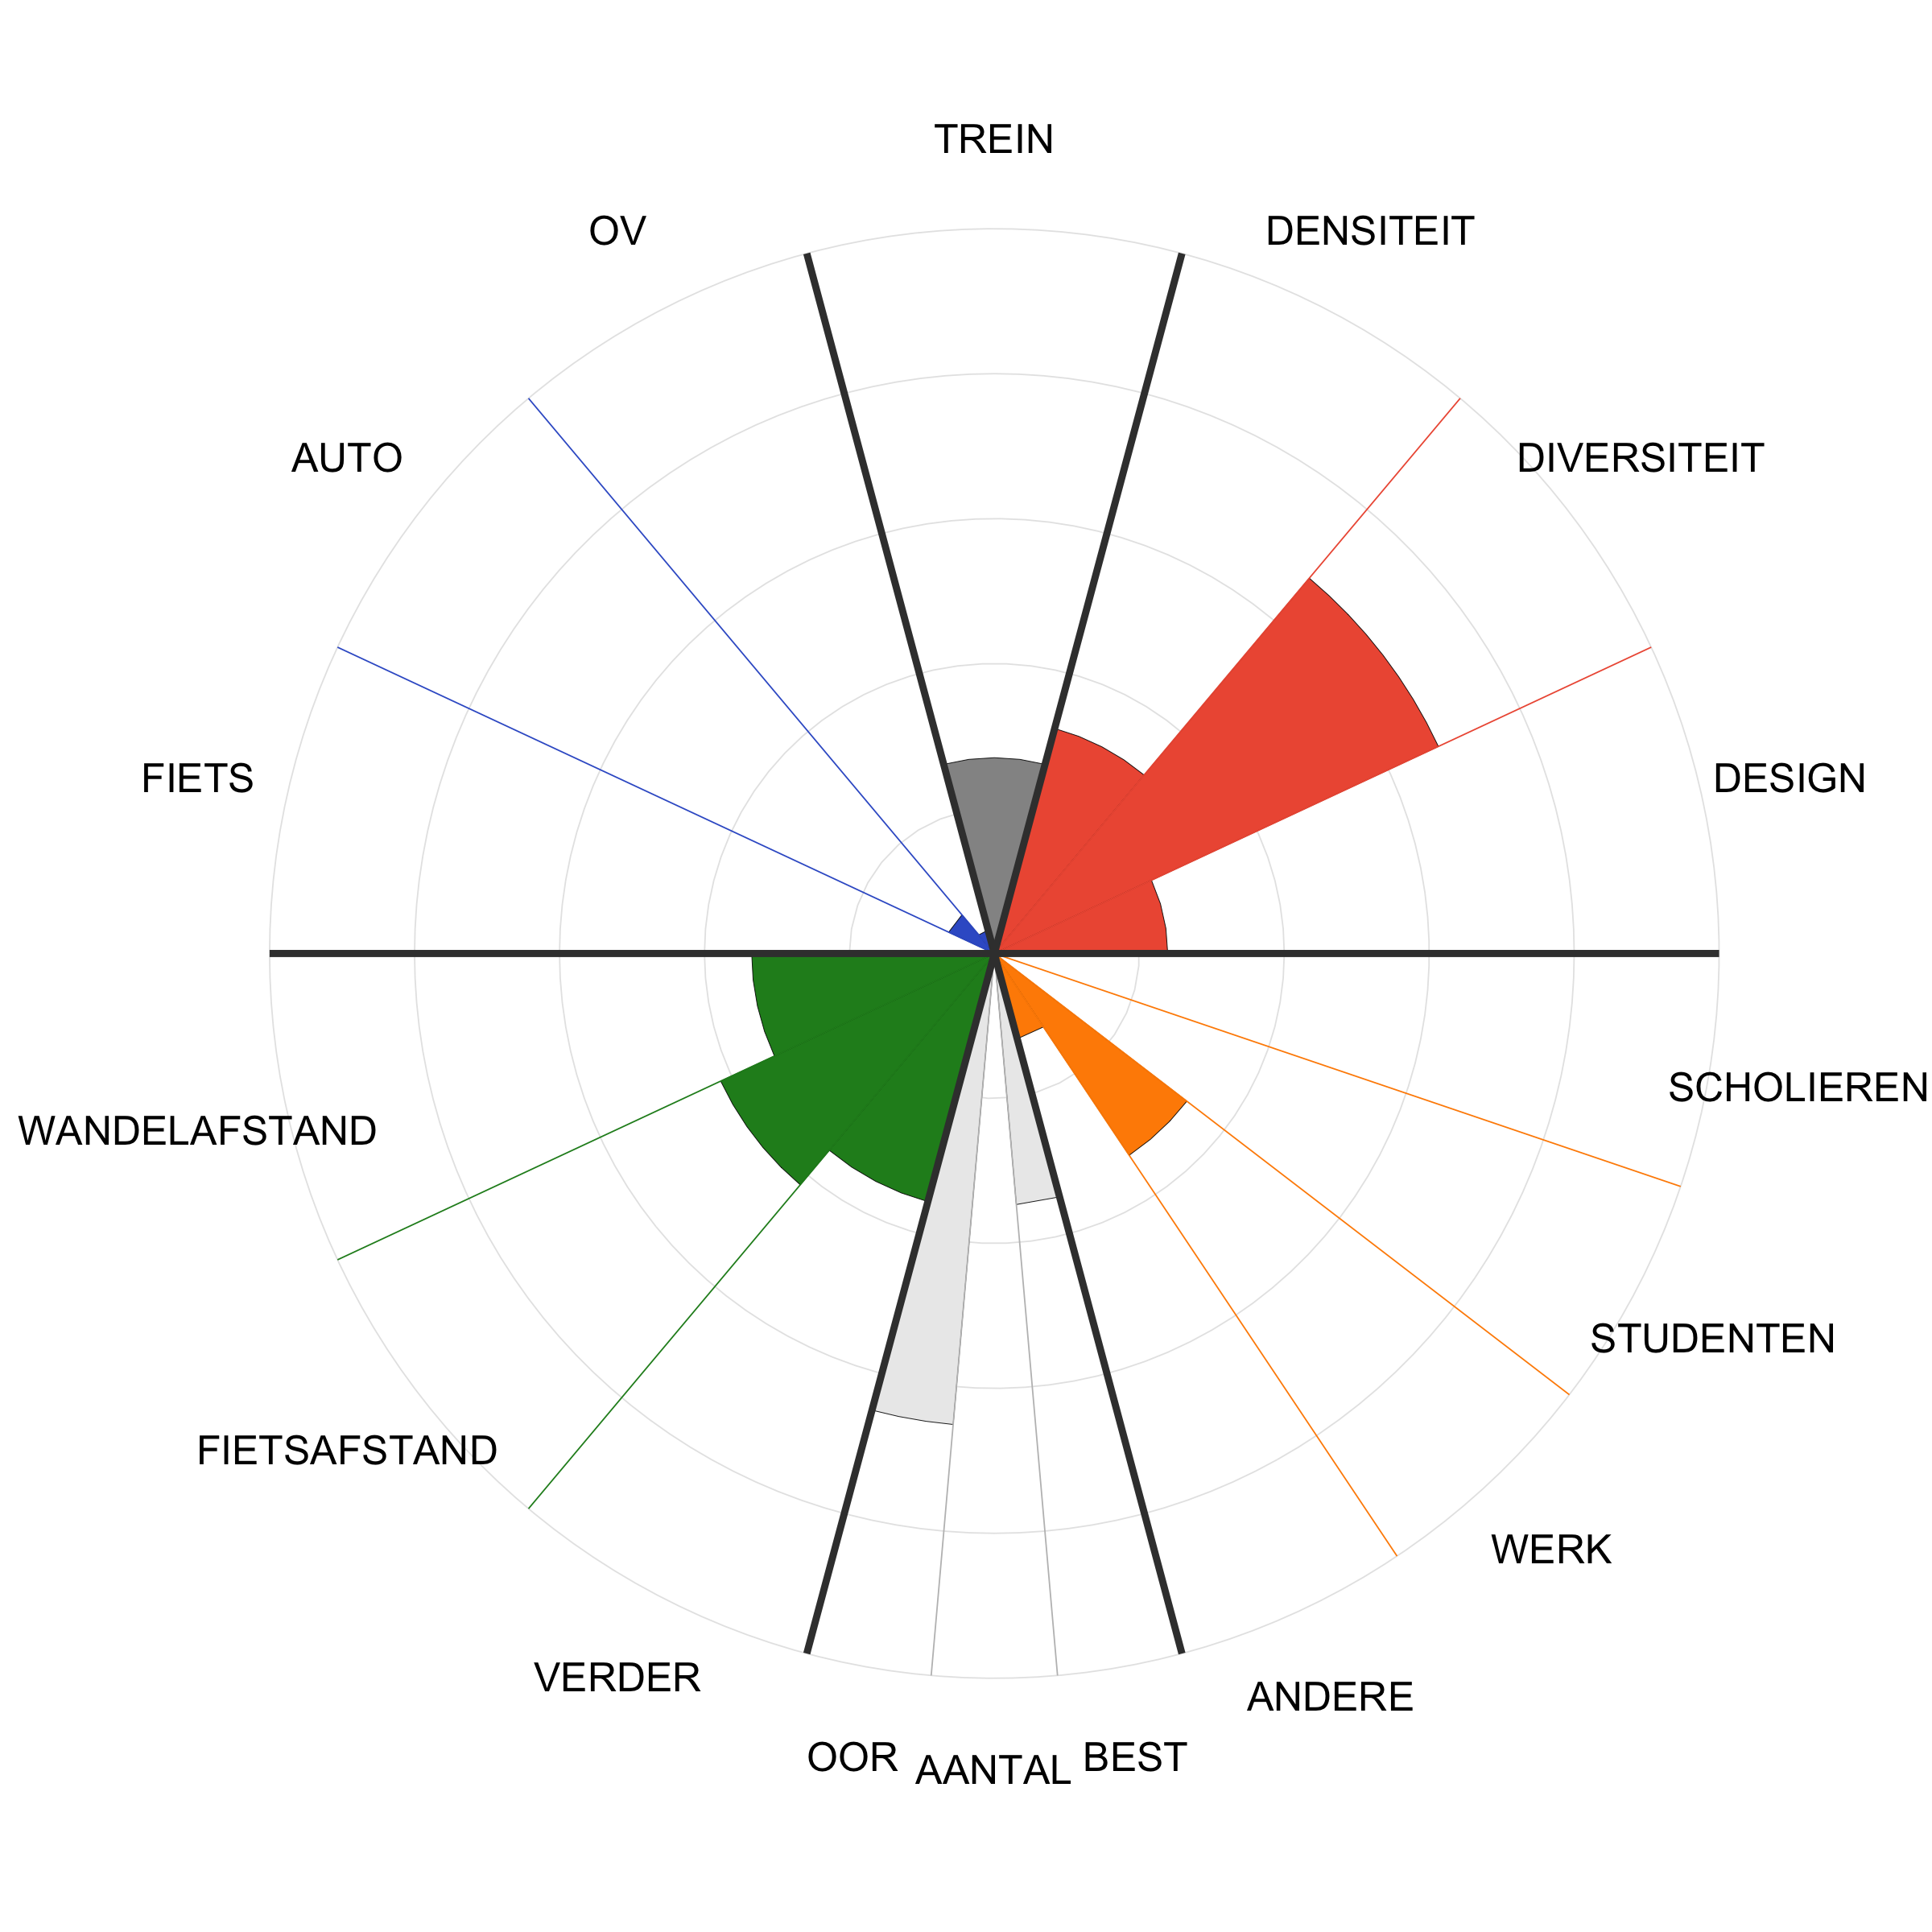 TREIN
OV
DENSITEIT
AUTO
DIVERSITEIT
FIETS
DESIGN
SCHOLIEREN
WANDELAFSTAND
STUDENTEN
FIETSAFSTAND
WERK
VERDER
ANDERE
OOR
AANTAL
BEST